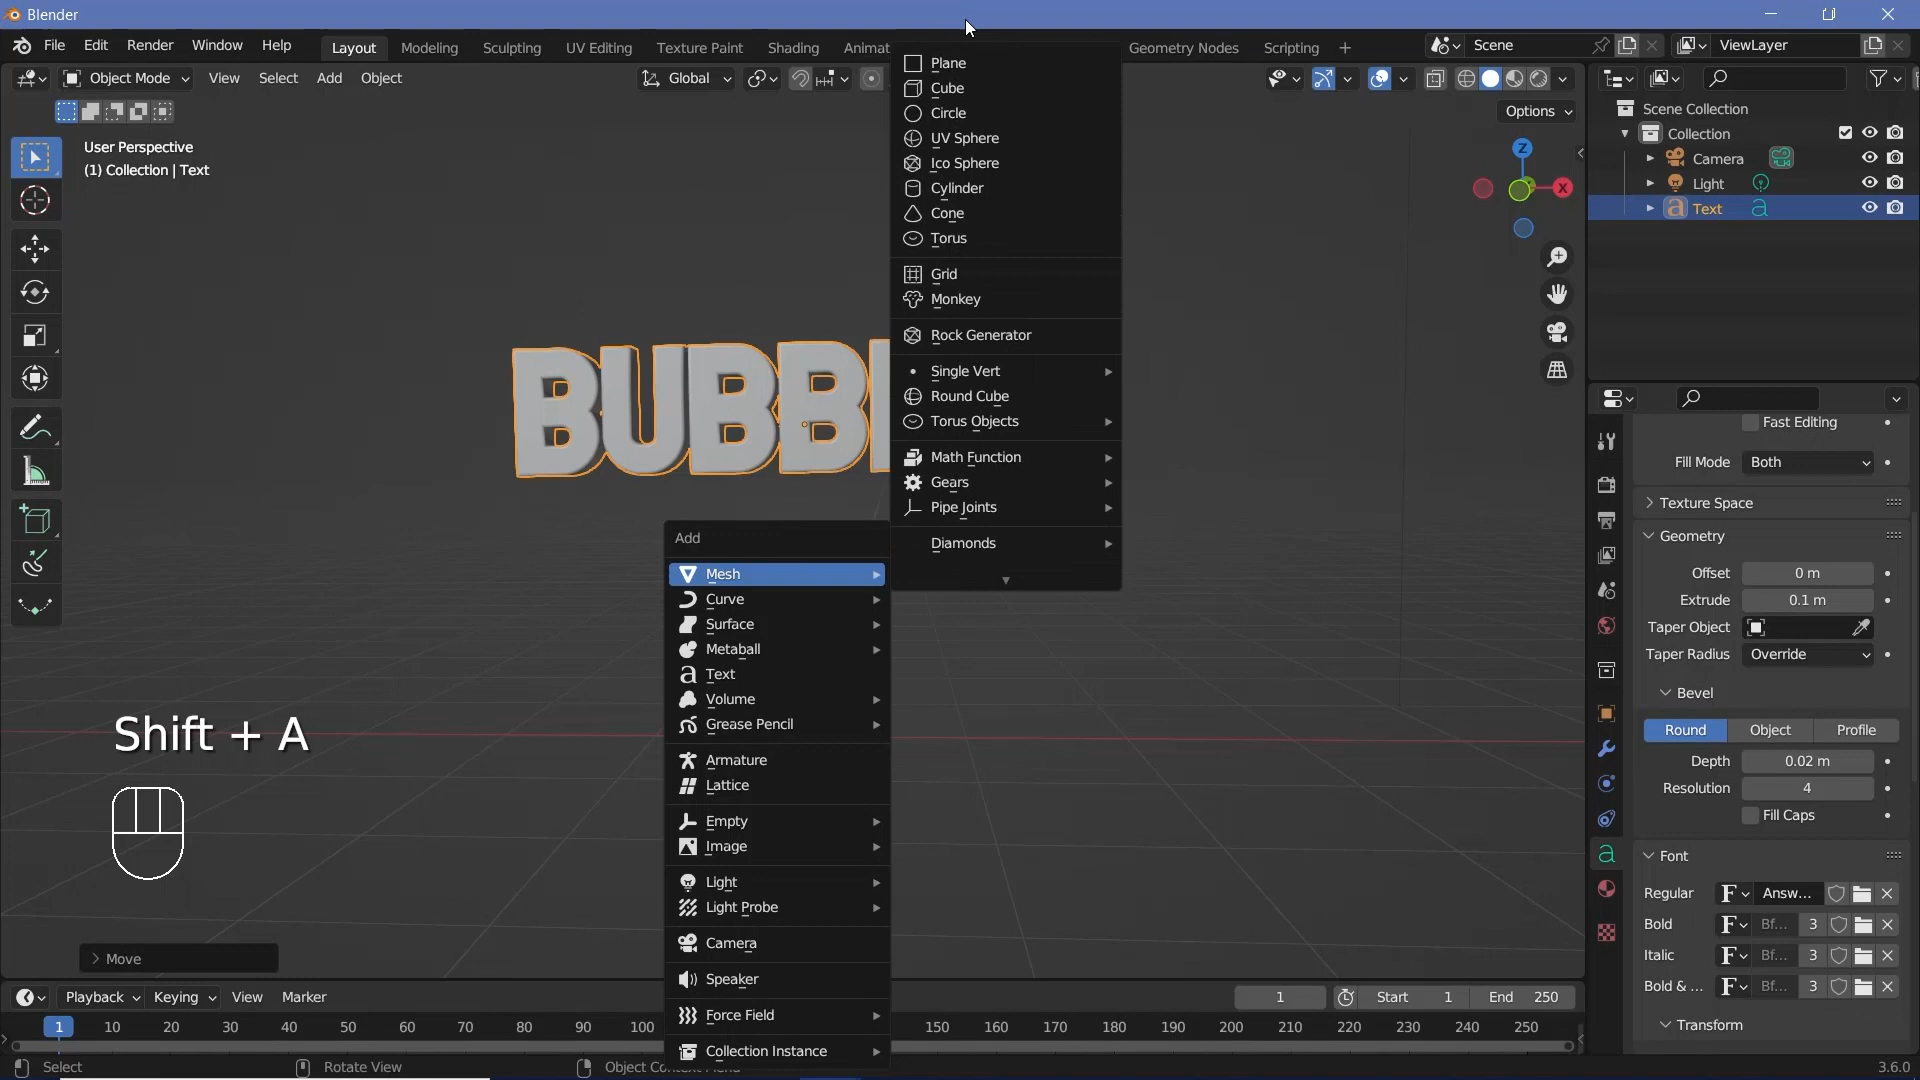 Blender
File Edit Render Window Help Layout Modeling Sculpting UV Editing Texture Paint Shading Animat Geometry Nodes Scripting + Scene ViewLayer
Object Mode View Select Add Object Global
Options
User Perspective
(1) Collection | Text
Z
X
BUBB
Plane
Cube
Circle
UV Sphere
Ico Sphere
Cylinder
Cone
Torus
Grid
Monkey
Rock Generator
Single Vert
Round Cube
Torus Objects
Math Function
Gears
Pipe Joints
Diamonds
Add
Mesh
Curve
Surface
Metaball
Text
Volume
Grease Pencil
Armature
Lattice
Empty
Image
Light
Light Probe
Camera
Speaker
Force Field
Collection Instance
Shift + A
Move
Scene Collection
Collection
Camera
Light
Text
Fast Editing
Fill Mode Both
Texture Space
Geometry
Offset 0 m
Extrude 0.1 m
Taper Object
Taper Radius Override
Bevel
Round Object Profile
Depth 0.02 m
Resolution 4
Fill Caps
Font
Regular F Answ...
Bold F Bf... 3
Italic F Bf... 3
Bold & ... F Bf... 3
Transform
Playback Keying View Marker 1 Start 1 End 250
1 10 20 30 40 50 60 70 80 90 100 150 160 170 180 190 200 210 220 230 240 250
Select Rotate View Object 3.6.0